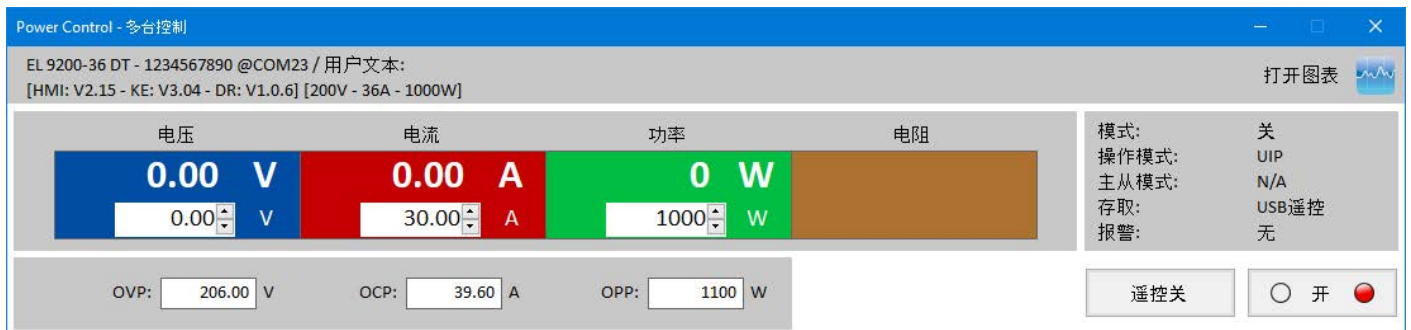 Power Control - 多台控制
EL 9200-36 DT - 1234567890 @COM23 / 用户文本:
[HMI: V2.15 - KE: V3.04 - DR: V1.0.6] [200V - 36A - 1000W]
打开图表
电压 电流 功率 电阻
0.00 V 0.00 A 0 W
0.00 V 30.00 A 1000 W
模式: 关
操作模式: UIP
主从模式: N/A
存取: USB遥控
报警: 无
OVP: 206.00 V OCP: 39.60 A OPP: 1100 W
遥控关 开